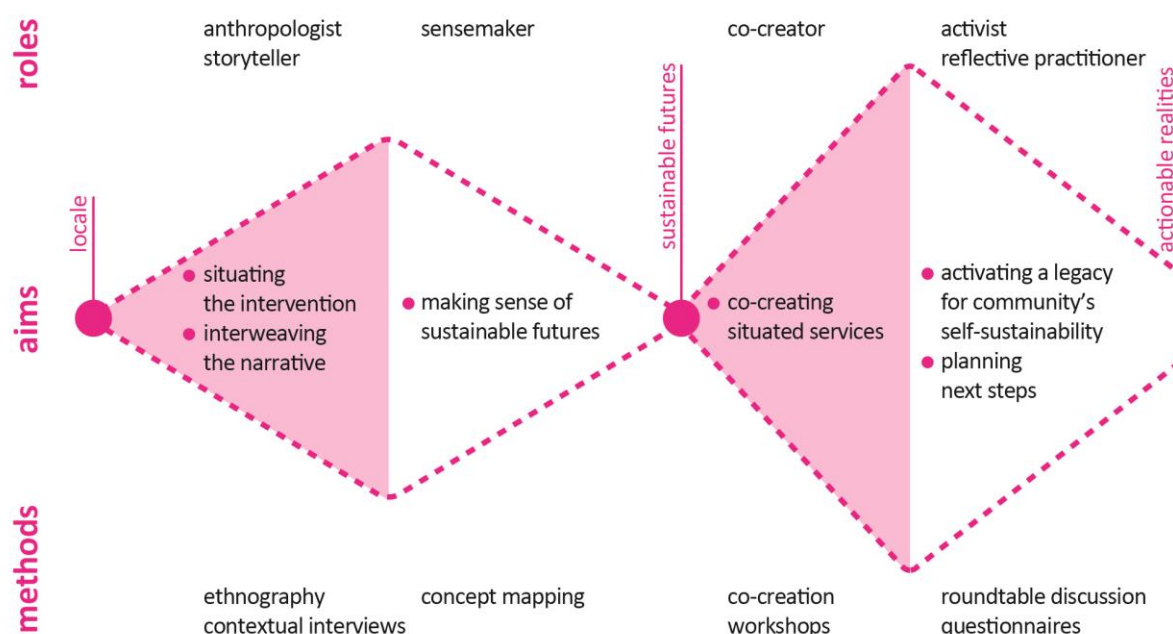 roles
anthropologist
storyteller
sensemaker
co-creator
activist
reflective practitioner
locale
sustainable futures
actionable realities
aims
situating
the intervention
interweaving
the narrative
making sense of
sustainable futures
co-creating
situated services
activating a legacy
for community's
self-sustainability
planning
next steps
methods
ethnography
contextual interviews
concept mapping
co-creation
workshops
roundtable discussion
questionnaires